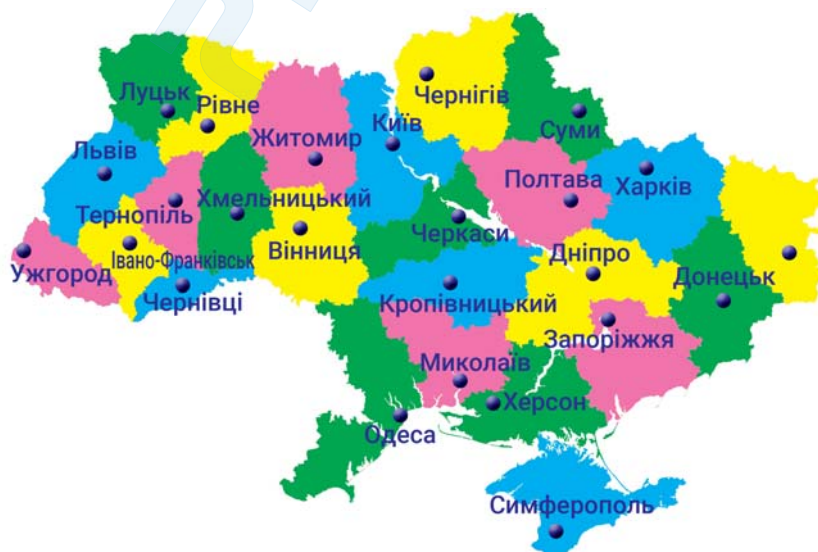 Луцьк
Рівне
Чернігів
Суми
Житомир
Київ
Львів
Полтава
Харків
Хмельницький
Тернопіль
Черкаси
Вінниця
Дніпро
Івано-Франківськ
Ужгород
Донецьк
Чернівці
Кропівницький
Запоріжжя
Миколаїв
Херсон
Одеса
Симферополь